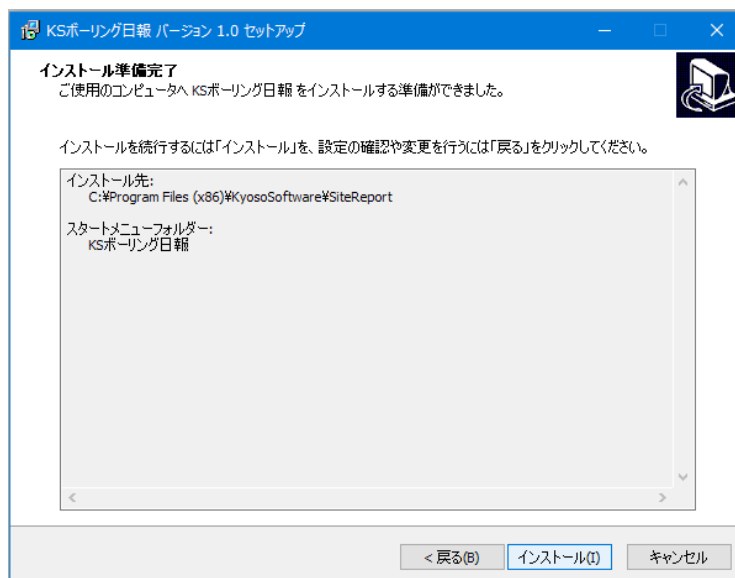 KSボーリング日報 バージョン 1.0 セットアップ
インストール準備完了
ご使用のコンピュータへ KSボーリング日報 をインストールする準備ができました。
インストールを続行するには「インストール」を、設定の確認や変更を行うには「戻る」をクリックしてください。
インストール先:
C:¥Program Files (x86)¥KyosoSoftware¥SiteReport
スタートメニューフォルダー:
KSボーリング日報
< 戻る(B)
インストール(I)
キャンセル